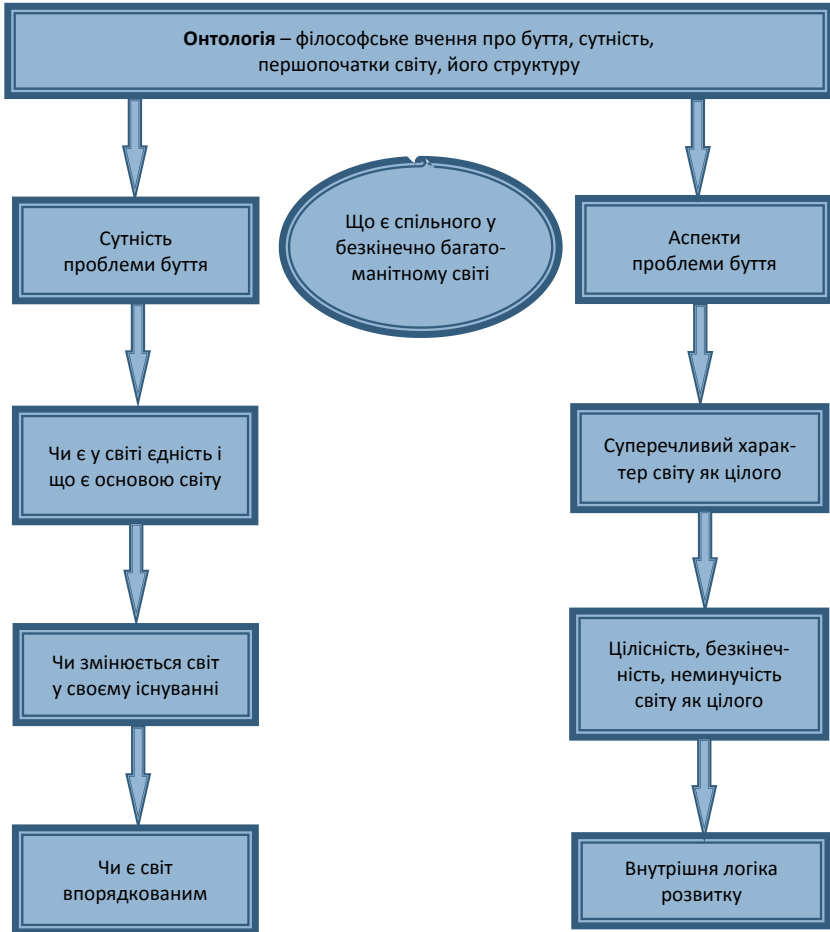 Онтологія – філософське вчення про буття, сутність,
першопочатки світу, його структуру
Сутність
проблеми буття
Що є спільного у
безкінечно багато-
манітному світі
Аспекти
проблеми буття
Чи є у світі єдність і
що є основою світу
Суперечливий харак-
тер світу як цілого
Чи змінюється світ
у своєму існуванні
Цілісність, безкінеч-
ність, неминучість
світу як цілого
Чи є світ
впорядкованим
Внутрішня логіка
розвитку